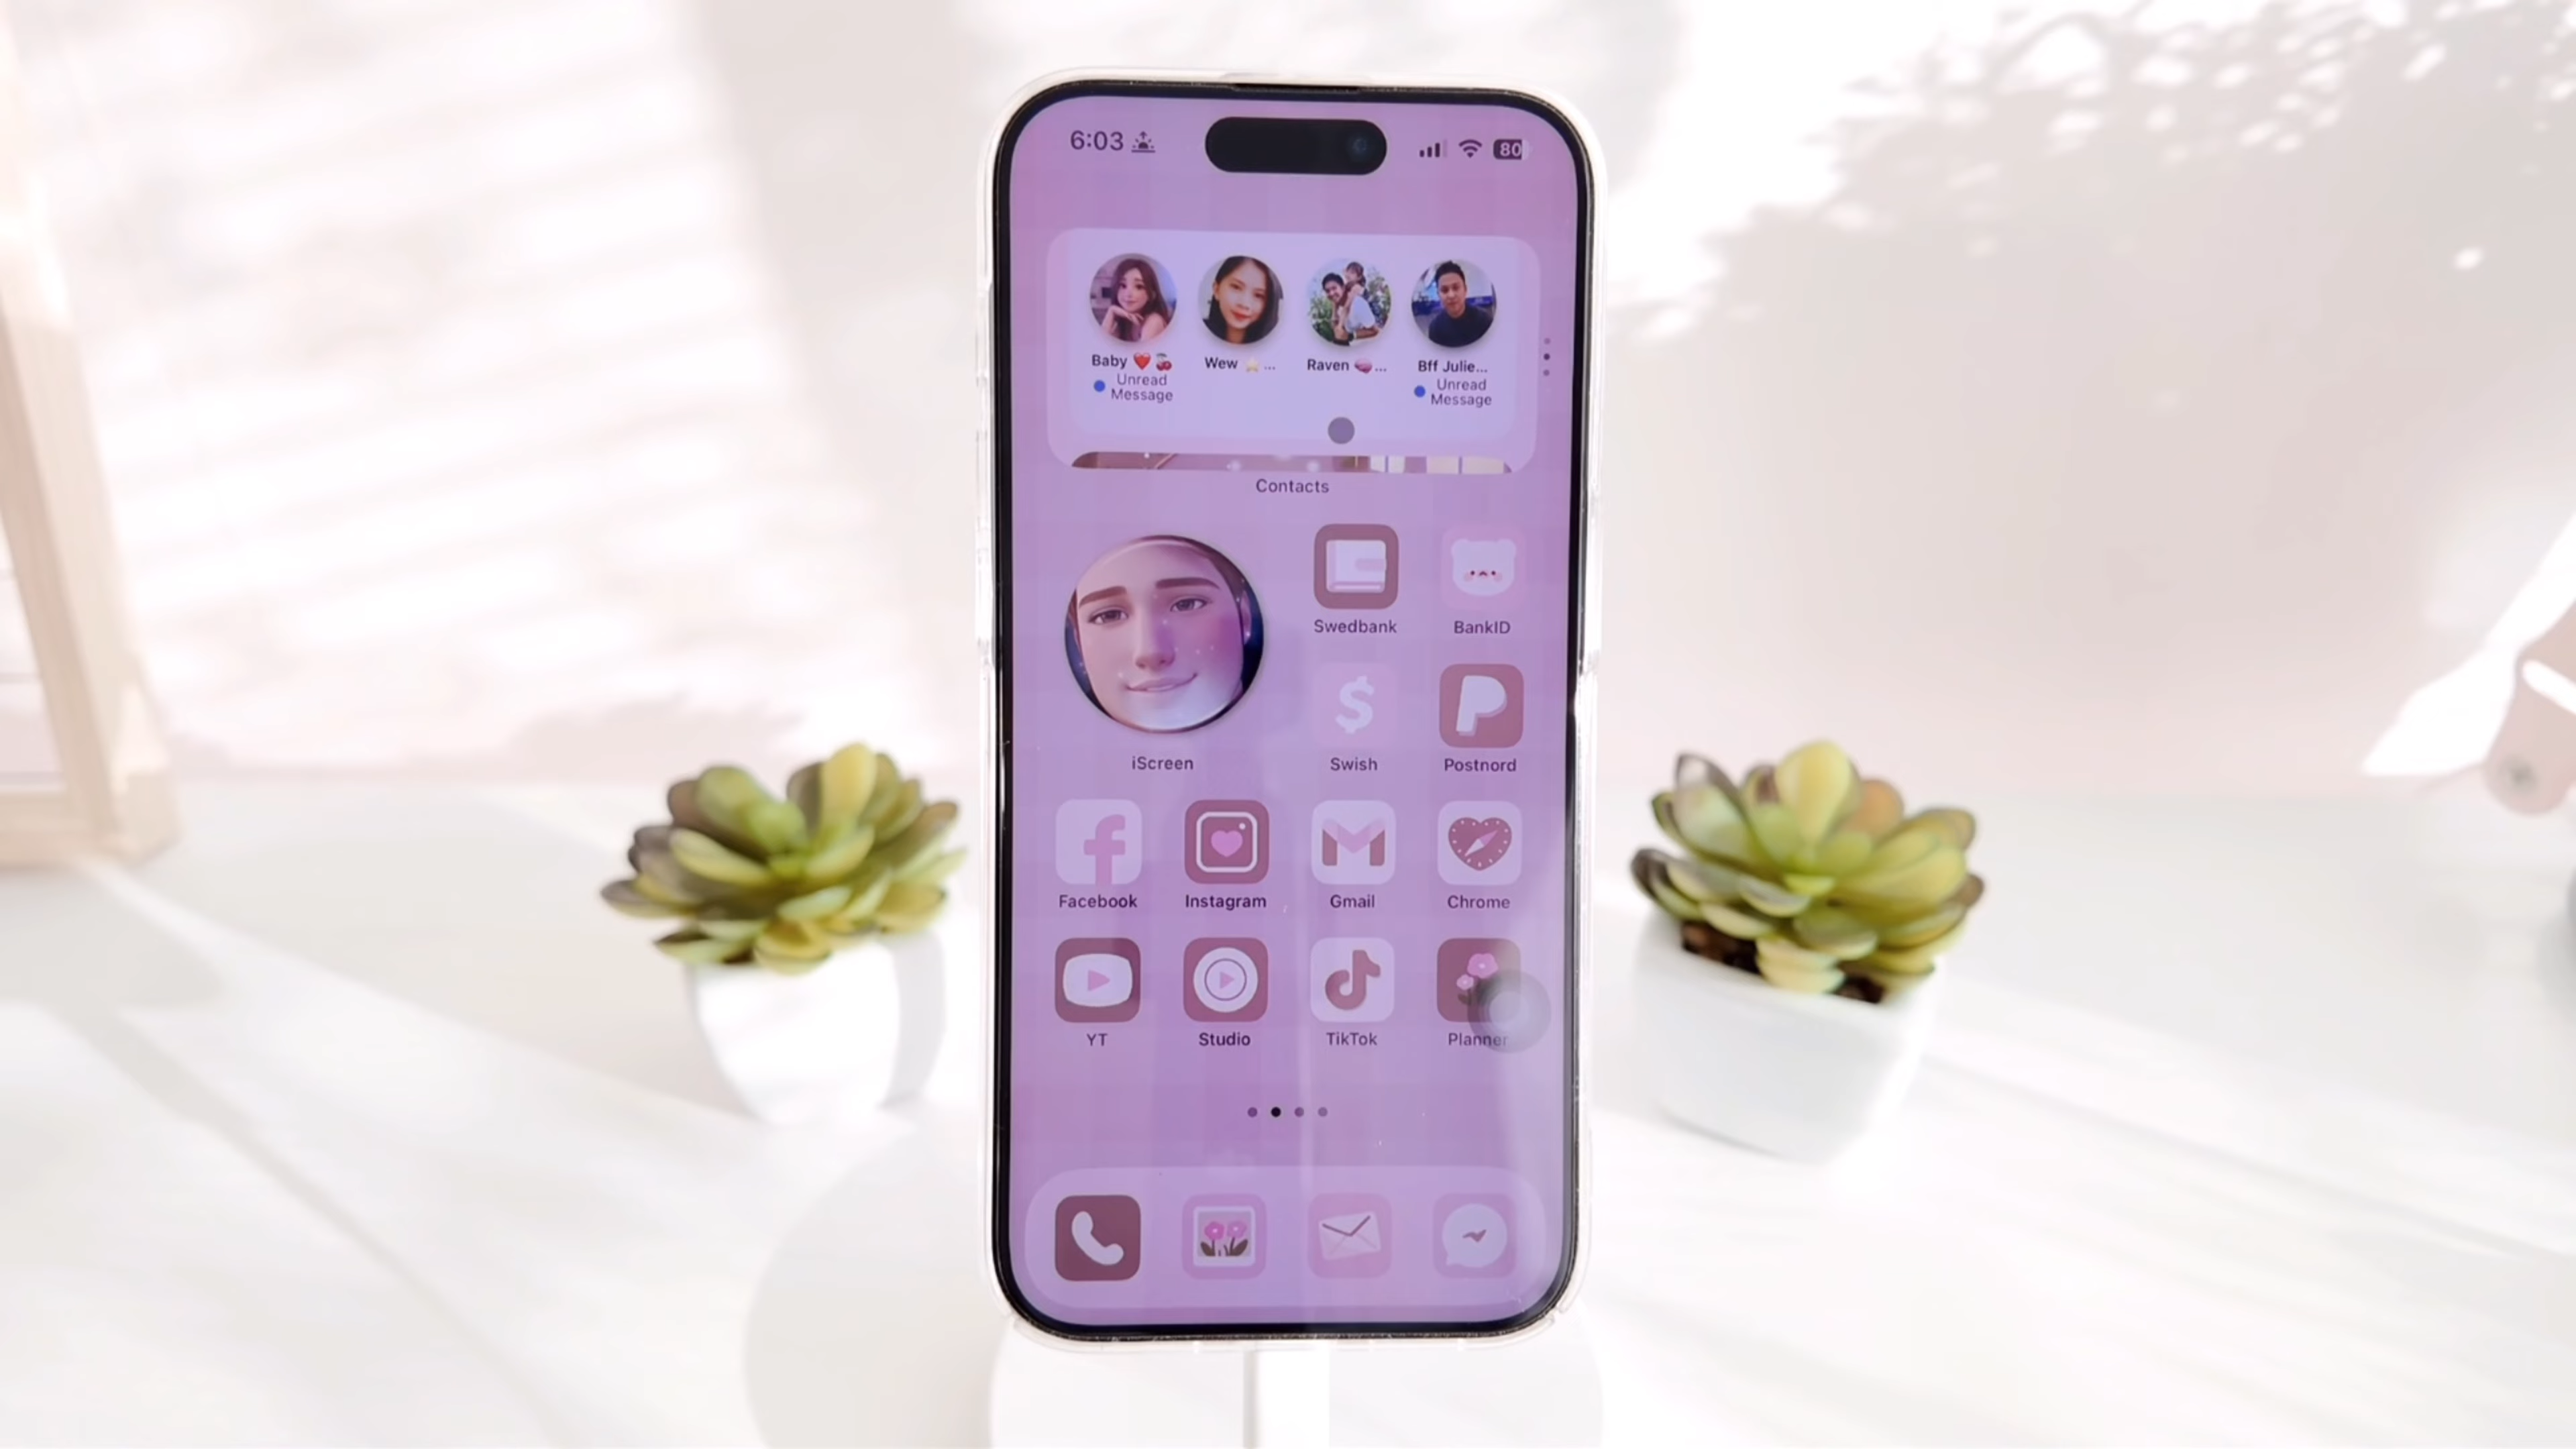 6:03
80
Baby ❤️🍒
Wew ⭐...
Raven 🩷...
Bff Julie...
Unread
Message
Unread
Message
Contacts
Swedbank
BankID
iScreen
Swish
Postnord
Facebook
Instagram
Gmail
Chrome
YT
Studio
TikTok
Planner